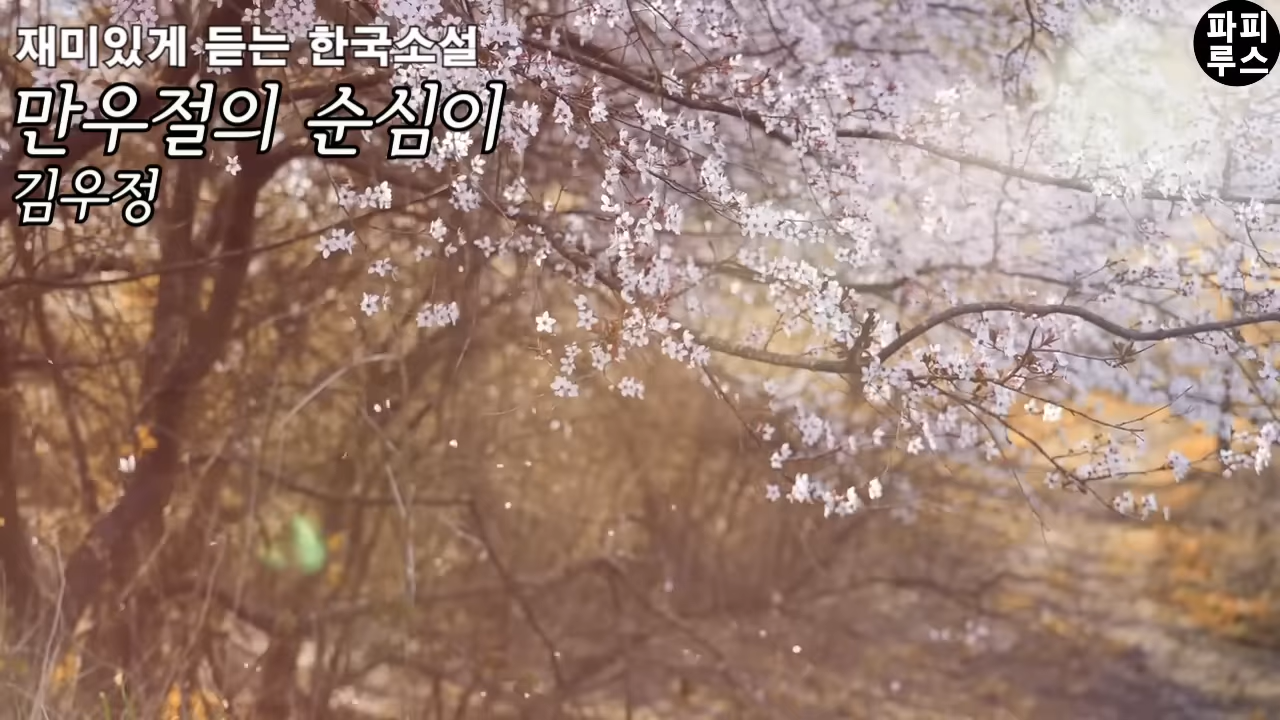 재미있게 듣는 한국소설
만우절의 순심이
김우정
파피
루스